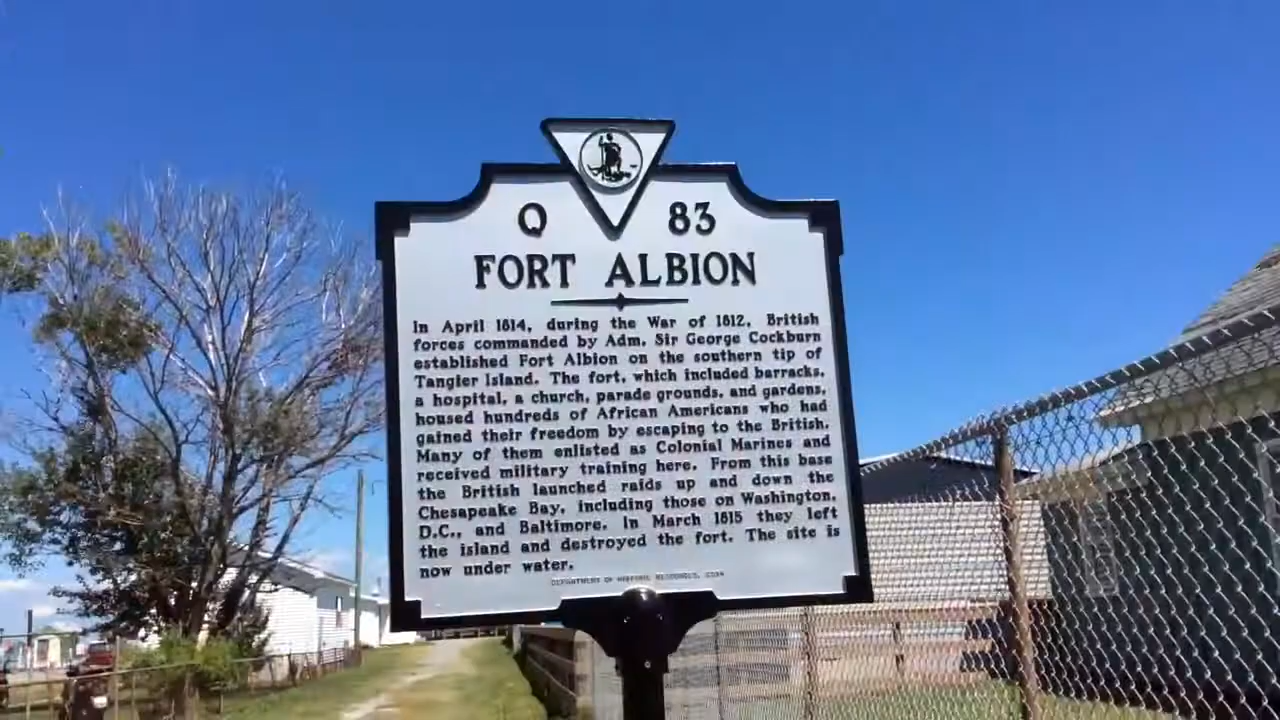 Q 83
FORT ALBION
In April 1814, during the War of 1812, British
forces commanded by Adm. Sir George Cockburn
established Fort Albion on the southern tip of
Tangier Island. The fort, which included barracks,
a hospital, a church, parade grounds, and gardens,
housed hundreds of African Americans who had
gained their freedom by escaping to the British.
Many of them enlisted as Colonial Marines and
received military training here. From this base
the British launched raids up and down the
Chesapeake Bay, including those on Washington,
D.C., and Baltimore. In March 1815 they left
the island and destroyed the fort. The site is
now under water.
DEPARTMENT OF HISTORIC RESOURCES,